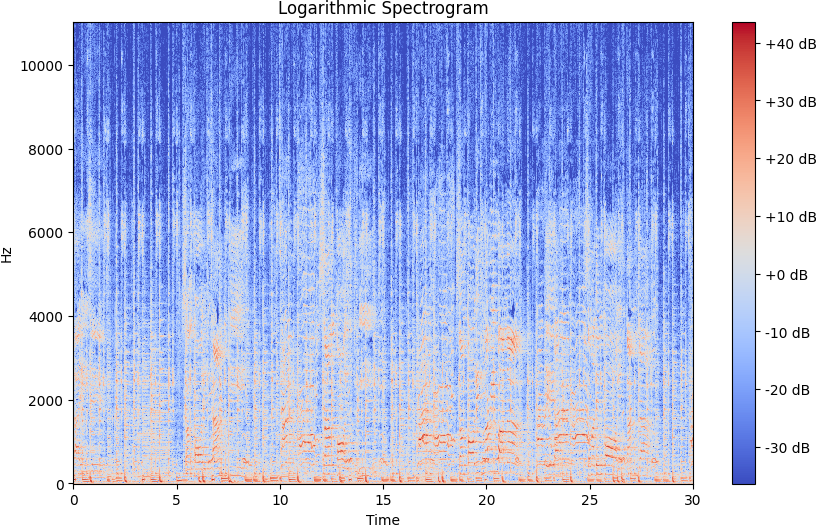 Logarithmic Spectrogram
Hz
10000
8000
6000
4000
2000
0
0 5 10 15 20 25 30
Time
+40 dB
+30 dB
+20 dB
+10 dB
+0 dB
-10 dB
-20 dB
-30 dB